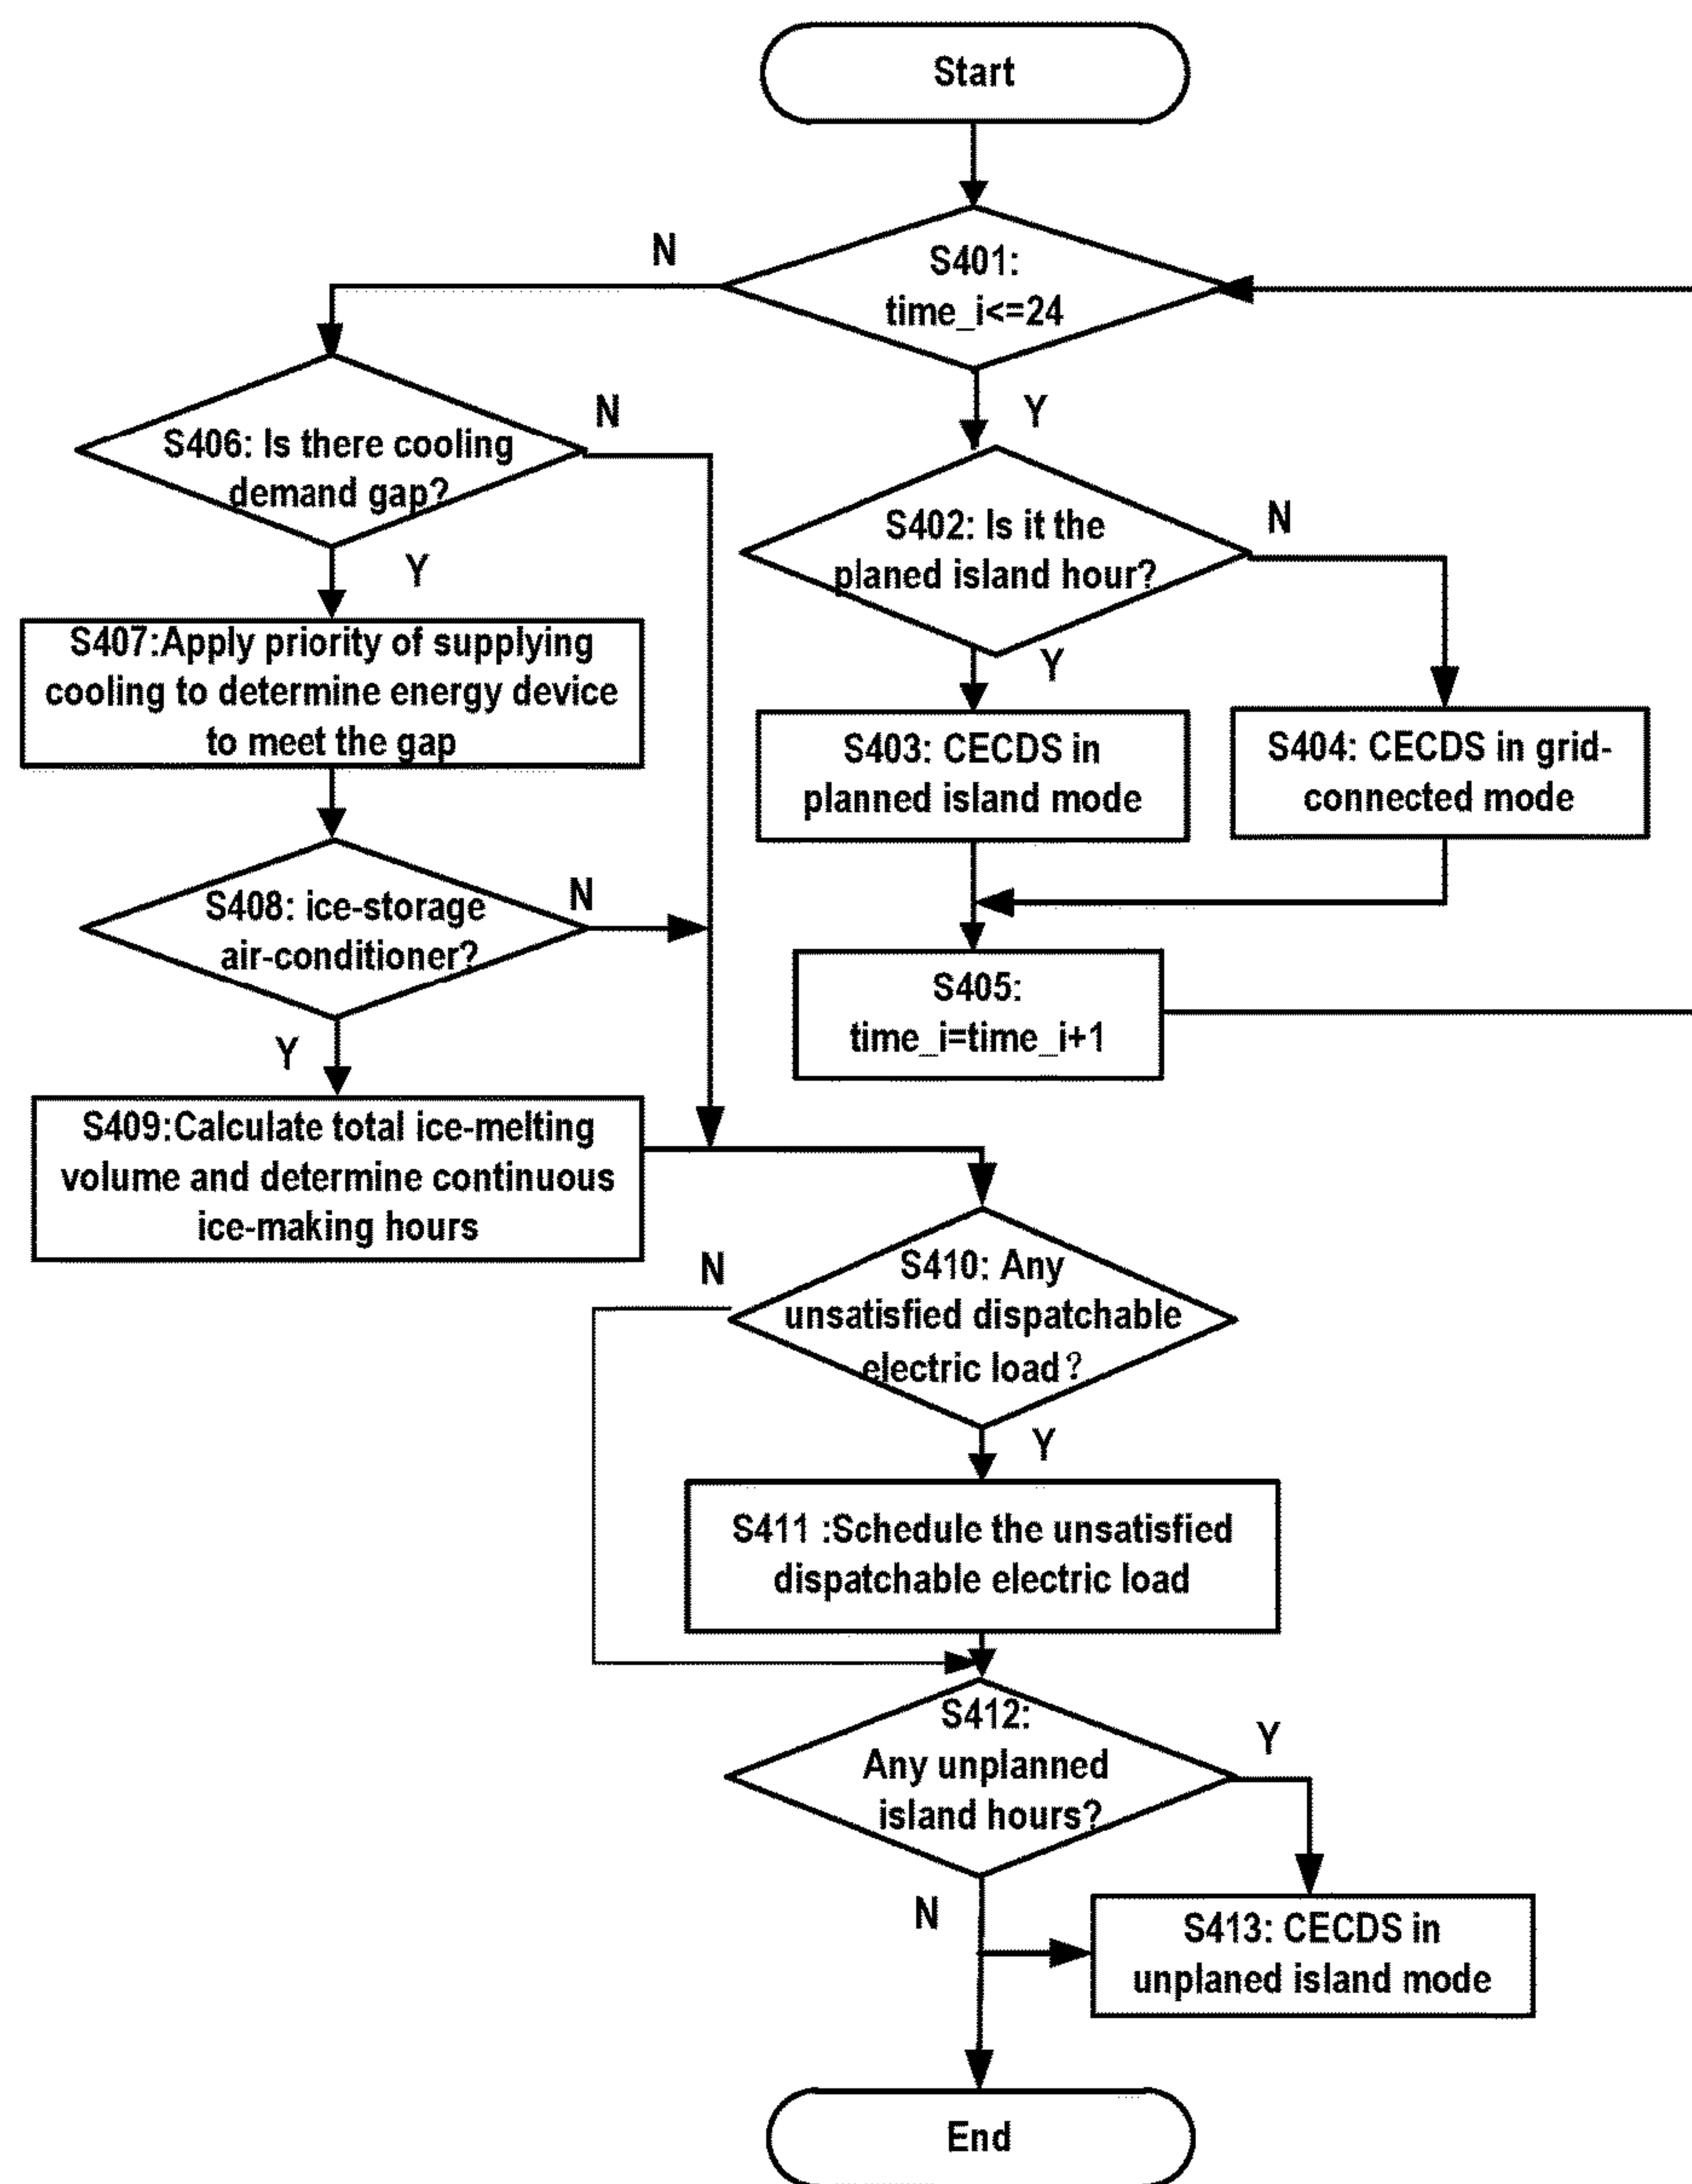 Start
N
S401:
time_i<=24
Y
S406: Is there cooling
demand gap?
N
Y
S402: Is it the
planed island hour?
N
Y
S407:Apply priority of supplying
cooling to determine energy device
to meet the gap
S403: CECDS in
planned island mode
S404: CECDS in grid-
connected mode
S408: ice-storage
air-conditioner?
N
Y
S405:
time_i=time_i+1
S409:Calculate total ice-melting
volume and determine continuous
ice-making hours
N
S410: Any
unsatisfied dispatchable
electric load?
Y
S411 :Schedule the unsatisfied
dispatchable electric load
S412:
Any unplanned
island hours?
Y
N
S413: CECDS in
unplaned island mode
End